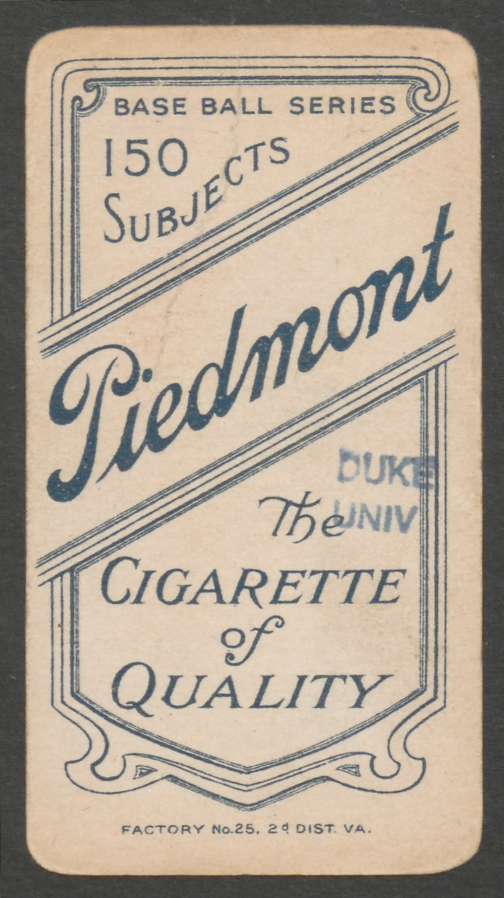 BASE BALL SERIES
150
SUBJECTS
Piedmont
DUKE
UNIV
The
CIGARETTE
of
QUALITY
FACTORY No. 25, 2d DIST. VA.